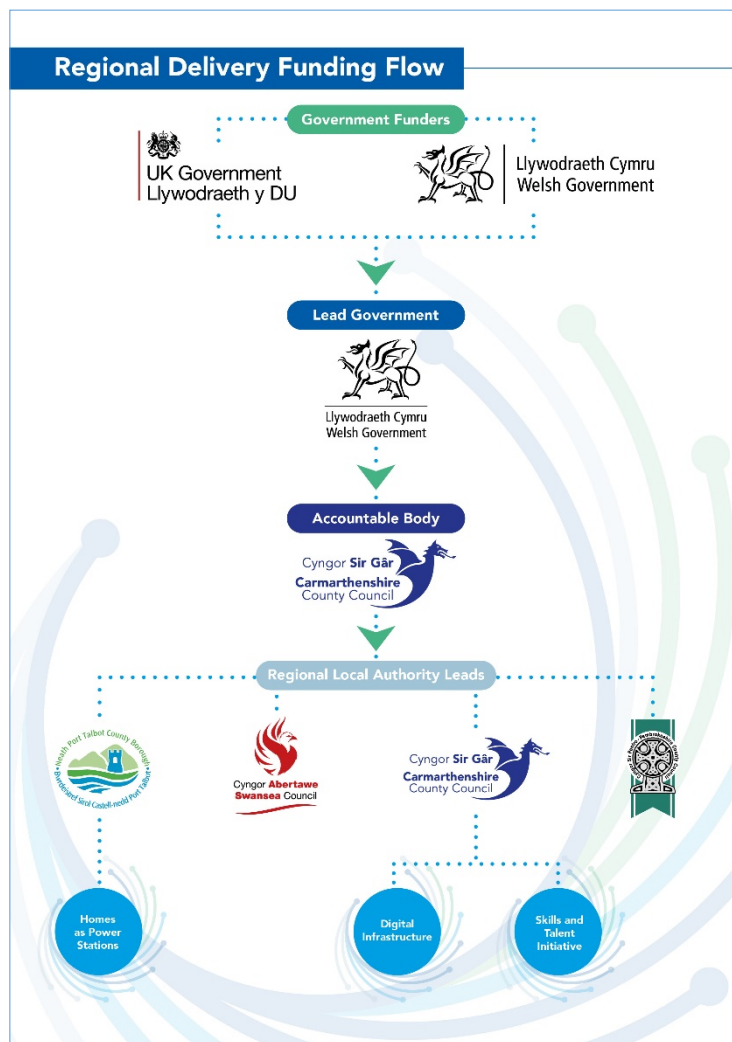 Regional Delivery Funding Flow
Government Funders
UK Government
Llywodraeth y DU
Llywodraeth Cymru
Welsh Government
Lead Government
Llywodraeth Cymru
Welsh Government
Accountable Body
Cyngor Sir Gâr
Carmarthenshire
County Council
Regional Local Authority Leads
Neath Port Talbot County Borough
Bwrdeistref Sirol Castell-nedd Port Talbot
Cyngor Abertawe
Swansea Council
Cyngor Sir Gâr
Carmarthenshire
County Council
Homes
as Power
Stations
Digital
Infrastructure
Skills and
Talent
Initiative